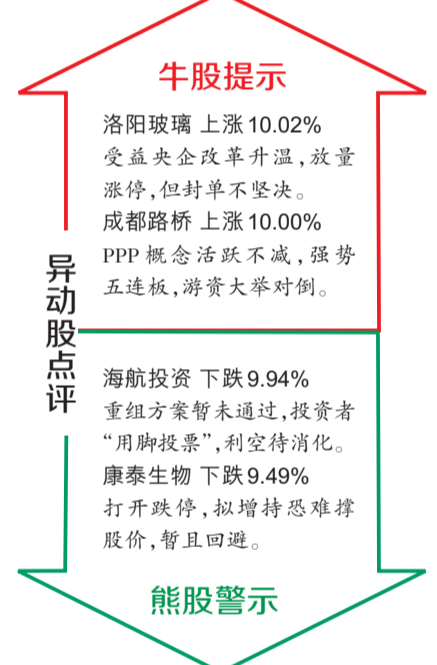 牛股提示
洛阳玻璃 上涨10.02%
受益央企改革升温,放量
涨停,但封单不坚决。
成都路桥 上涨10.00%
PPP概念活跃不减,强势
五连板,游资大举对倒。
异动股点评
海航投资 下跌9.94%
重组方案暂未通过,投资者
“用脚投票”,利空待消化。
康泰生物 下跌9.49%
打开跌停,拟增持恐难撑
股价,暂且回避。
熊股警示